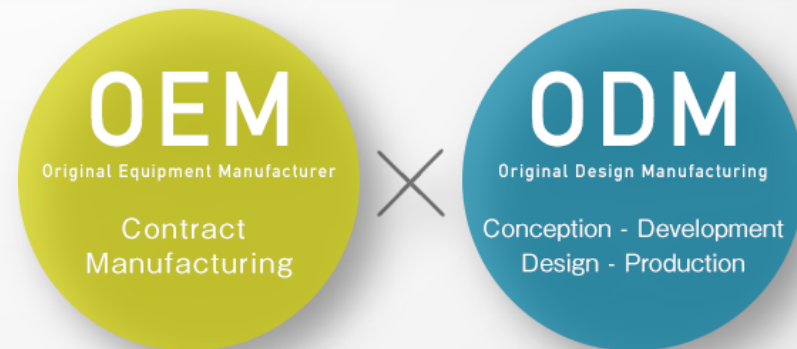 OEM
Original Equipment Manufacturer
Contract
Manufacturing
ODM
Original Design Manufacturing
Conception - Development
Design - Production